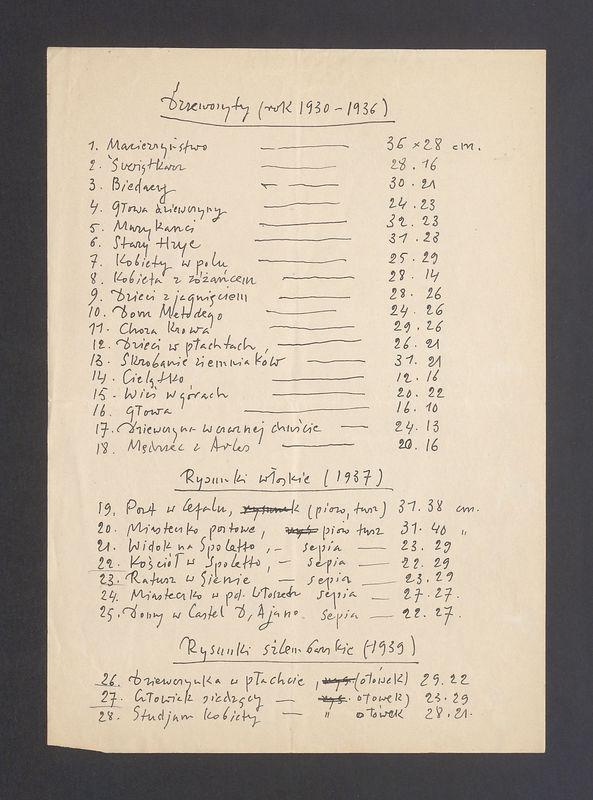 Drzeworyty (rok 1930 - 1936)
1. Macierzyństwo — 36 x 28 cm.
2. Świątkarz — 28 . 16
3. Biedacy — 30 . 21
4. Głowa dziewczyny — 24 . 23
5. Muzykanci — 32 . 23
6. Stary Hryc — 31 . 23
7. Kobiety w polu — 25 . 29
8. Kobieta z różańcem — 28 . 14
9. Dzieci z jagnięciem — 28 . 26
10. Dom Metodego — 24 . 26
11. Chora Krowa — 29 . 26
12. Dzieci w płachtach — 26 . 21
13. Skrobanie ziemniaków — 31 . 21
14. Cielątko — 12 . 16
15. Wieś w górach — 20 . 22
16. Głowa — 16 . 10
17. Dziewczyna w czarnej chuście — 24 . 13
18. Mędrzec z Arles — 20 . 16
Rysunki włoskie (1937)
19. Port w Cefalu, (pióro, tusz) 31. 38 cm.
20. Miasteczko portowe, pióro tusz 31. 40 "
21. Widok na Spoletto, - sepia — 23. 29
22. Kościół w Spoletto, - sepia — 22. 29
23. Ratusz w Sienie — sepia — 23. 29
24. Miasteczko w pd. Włoszech sepia — 27. 27.
25. Domy w Castel D, Ajano. sepia — 22. 27.
Rysunki szlembarskie (1939)
26. Dziewczynka w płachcie, (ołówek) 29. 22
27. Człowiek siedzący — ołówek) 23. 29
28. Studjum Kobiety — " ołówek 28. 21.